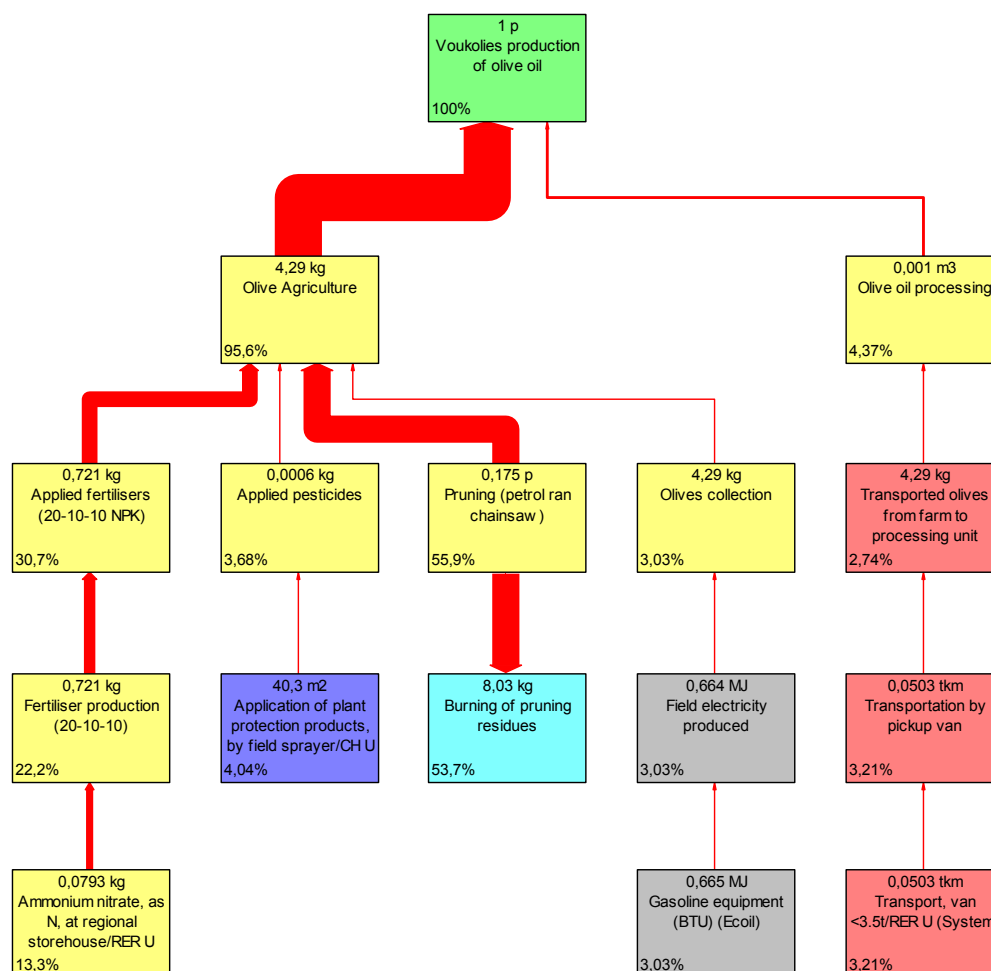 1 p
Voukolies production
of olive oil
100%
4,29 kg
Olive Agriculture
95,6%
0,001 m3
Olive oil processing
4,37%
0,721 kg
Applied fertilisers
(20-10-10 NPK)
30,7%
0,0006 kg
Applied pesticides
3,68%
0,175 p
Pruning (petrol ran
chainsaw )
55,9%
4,29 kg
Olives collection
3,03%
4,29 kg
Transported olives
from farm to
processing unit
2,74%
0,721 kg
Fertiliser production
(20-10-10)
22,2%
40,3 m2
Application of plant
protection products,
by field sprayer/CH U
4,04%
8,03 kg
Burning of pruning
residues
53,7%
0,664 MJ
Field electricity
produced
3,03%
0,0503 tkm
Transportation by
pickup van
3,21%
0,0793 kg
Ammonium nitrate, as
N, at regional
storehouse/RER U
13,3%
0,665 MJ
Gasoline equipment
(BTU) (Ecoil)
3,03%
0,0503 tkm
Transport, van
<3.5t/RER U (System
3,21%